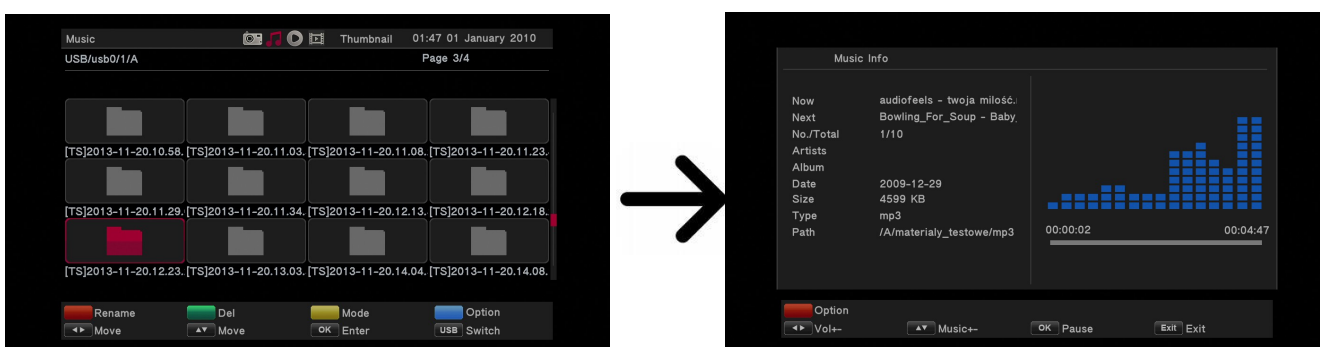 Music Thumbnail 01:47 01 January 2010
USB/usb0/1/A Page 3/4
[TS]2013-11-20.10.58. [TS]2013-11-20.11.03. [TS]2013-11-20.11.08. [TS]2013-11-20.11.23.
[TS]2013-11-20.11.29. [TS]2013-11-20.11.34. [TS]2013-11-20.12.13. [TS]2013-11-20.12.18.
[TS]2013-11-20.12.23. [TS]2013-11-20.13.03. [TS]2013-11-20.14.04. [TS]2013-11-20.14.08.
Rename Del Mode Option
Move Move OK Enter USB Switch
Music Info
Now audiofeels - twoja milość.
Next Bowling_For_Soup - Baby_
No./Total 1/10
Artists
Album
Date 2009-12-29
Size 4599 KB
Type mp3
Path /A/materialy_testowe/mp3
00:00:02 00:04:47
Option
Vol+- Music+- OK Pause Exit Exit